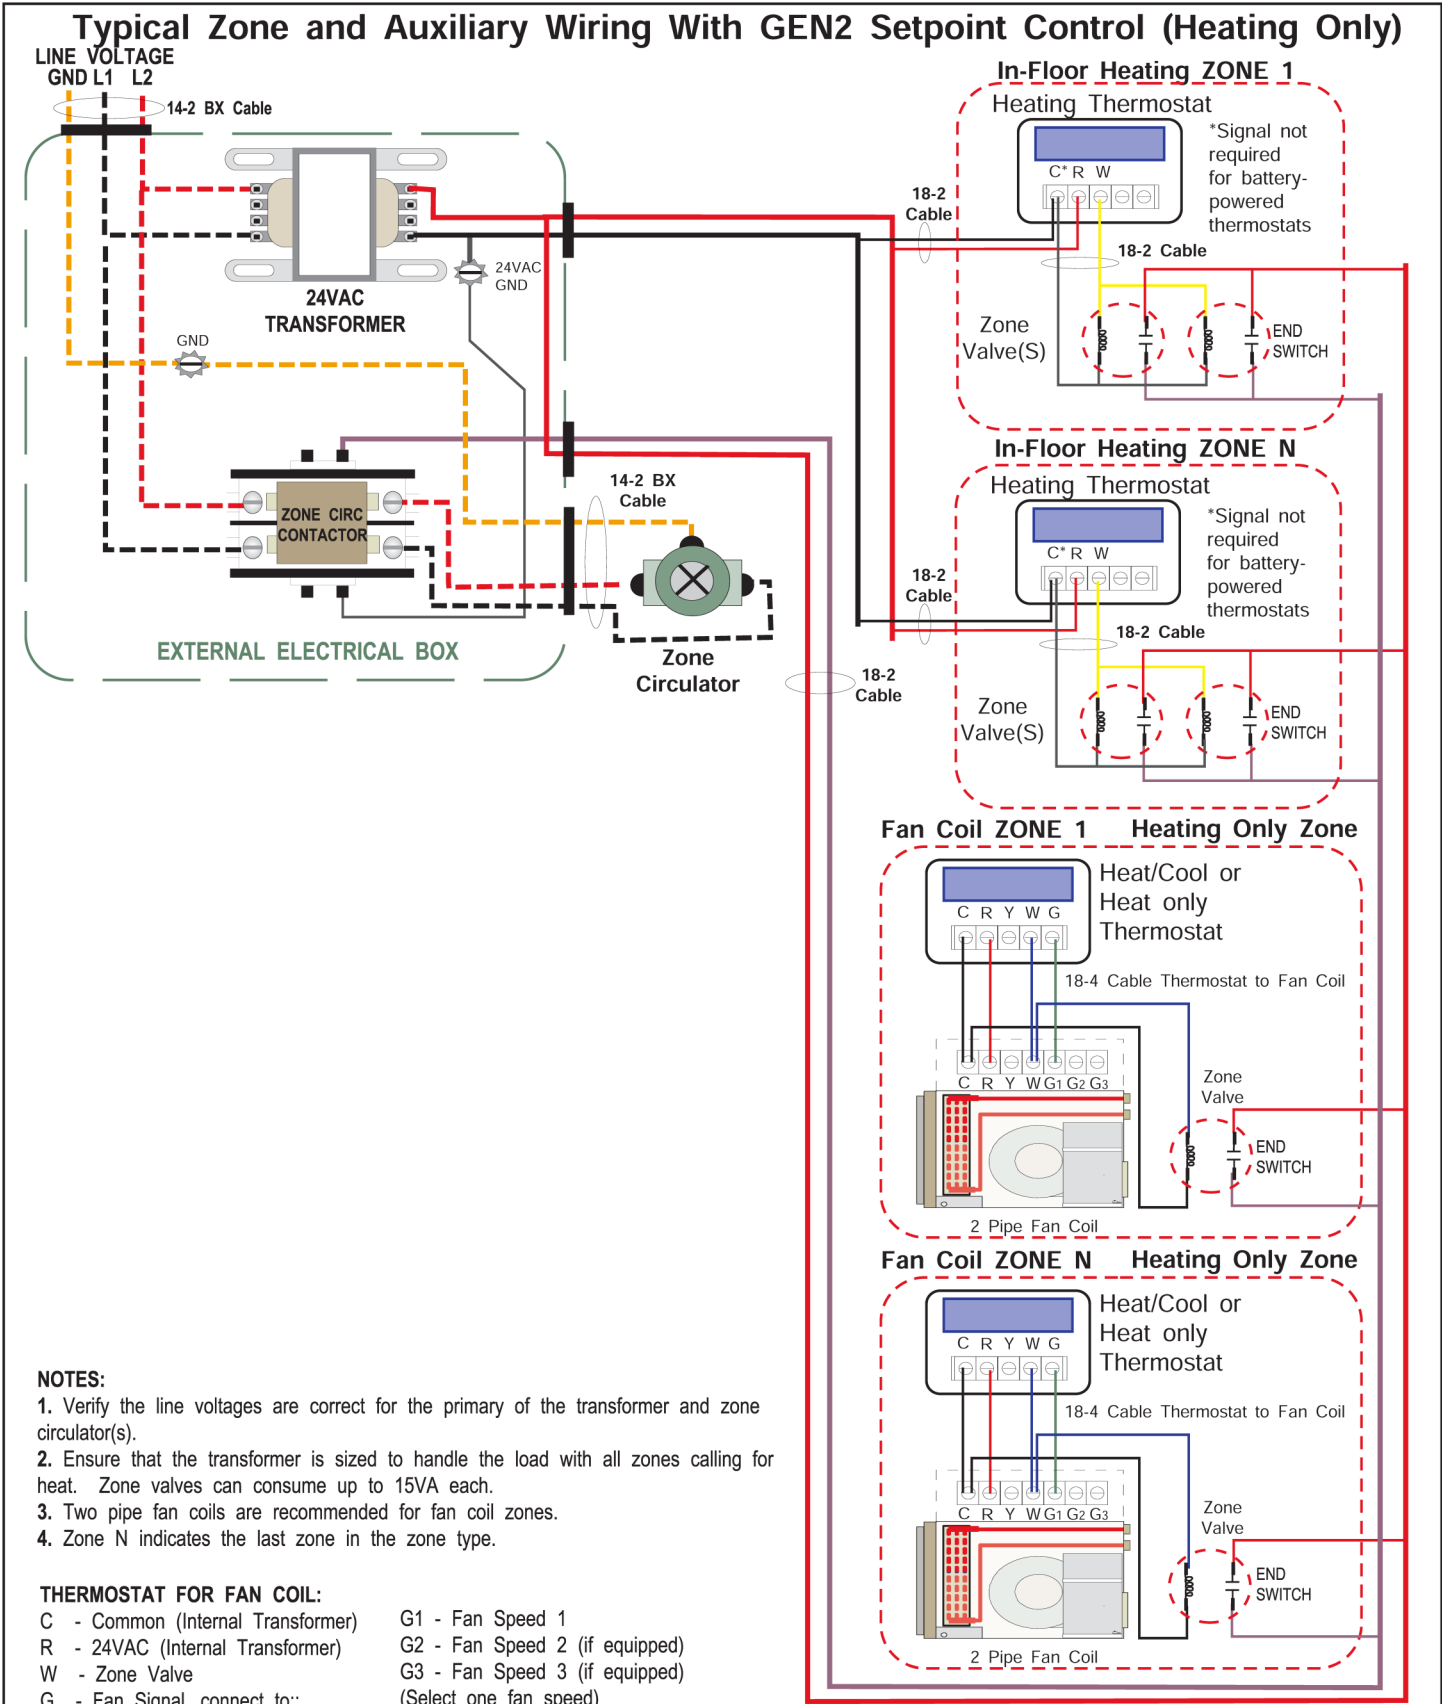 Typical Zone and Auxiliary Wiring With GEN2 Setpoint Control (Heating Only)
LINE VOLTAGE
GND L1 L2
14-2 BX Cable
24VAC
TRANSFORMER
24VAC
GND
GND
ZONE CIRC
CONTACTOR
EXTERNAL ELECTRICAL BOX
14-2 BX
Cable
Zone
Circulator
18-2
Cable
18-2
Cable
18-2
Cable
In-Floor Heating ZONE 1
Heating Thermostat
C* R W
*Signal not
required
for battery-
powered
thermostats
18-2 Cable
Zone
Valve(S)
END
SWITCH
In-Floor Heating ZONE N
Heating Thermostat
C* R W
*Signal not
required
for battery-
powered
thermostats
18-2 Cable
Zone
Valve(S)
END
SWITCH
Fan Coil ZONE 1 Heating Only Zone
C R Y W G
Heat/Cool or
Heat only
Thermostat
18-4 Cable Thermostat to Fan Coil
C R Y W G1 G2 G3
Zone
Valve
END
SWITCH
2 Pipe Fan Coil
Fan Coil ZONE N Heating Only Zone
C R Y W G
Heat/Cool or
Heat only
Thermostat
18-4 Cable Thermostat to Fan Coil
C R Y W G1 G2 G3
Zone
Valve
END
SWITCH
2 Pipe Fan Coil
NOTES:
1. Verify the line voltages are correct for the primary of the transformer and zone
circulator(s).
2. Ensure that the transformer is sized to handle the load with all zones calling for
heat. Zone valves can consume up to 15VA each.
3. Two pipe fan coils are recommended for fan coil zones.
4. Zone N indicates the last zone in the zone type.
THERMOSTAT FOR FAN COIL:
C - Common (Internal Transformer)
R - 24VAC (Internal Transformer)
W - Zone Valve
G - Fan Signal, connect to::
G1 - Fan Speed 1
G2 - Fan Speed 2 (if equipped)
G3 - Fan Speed 3 (if equipped)
(Select one fan speed)